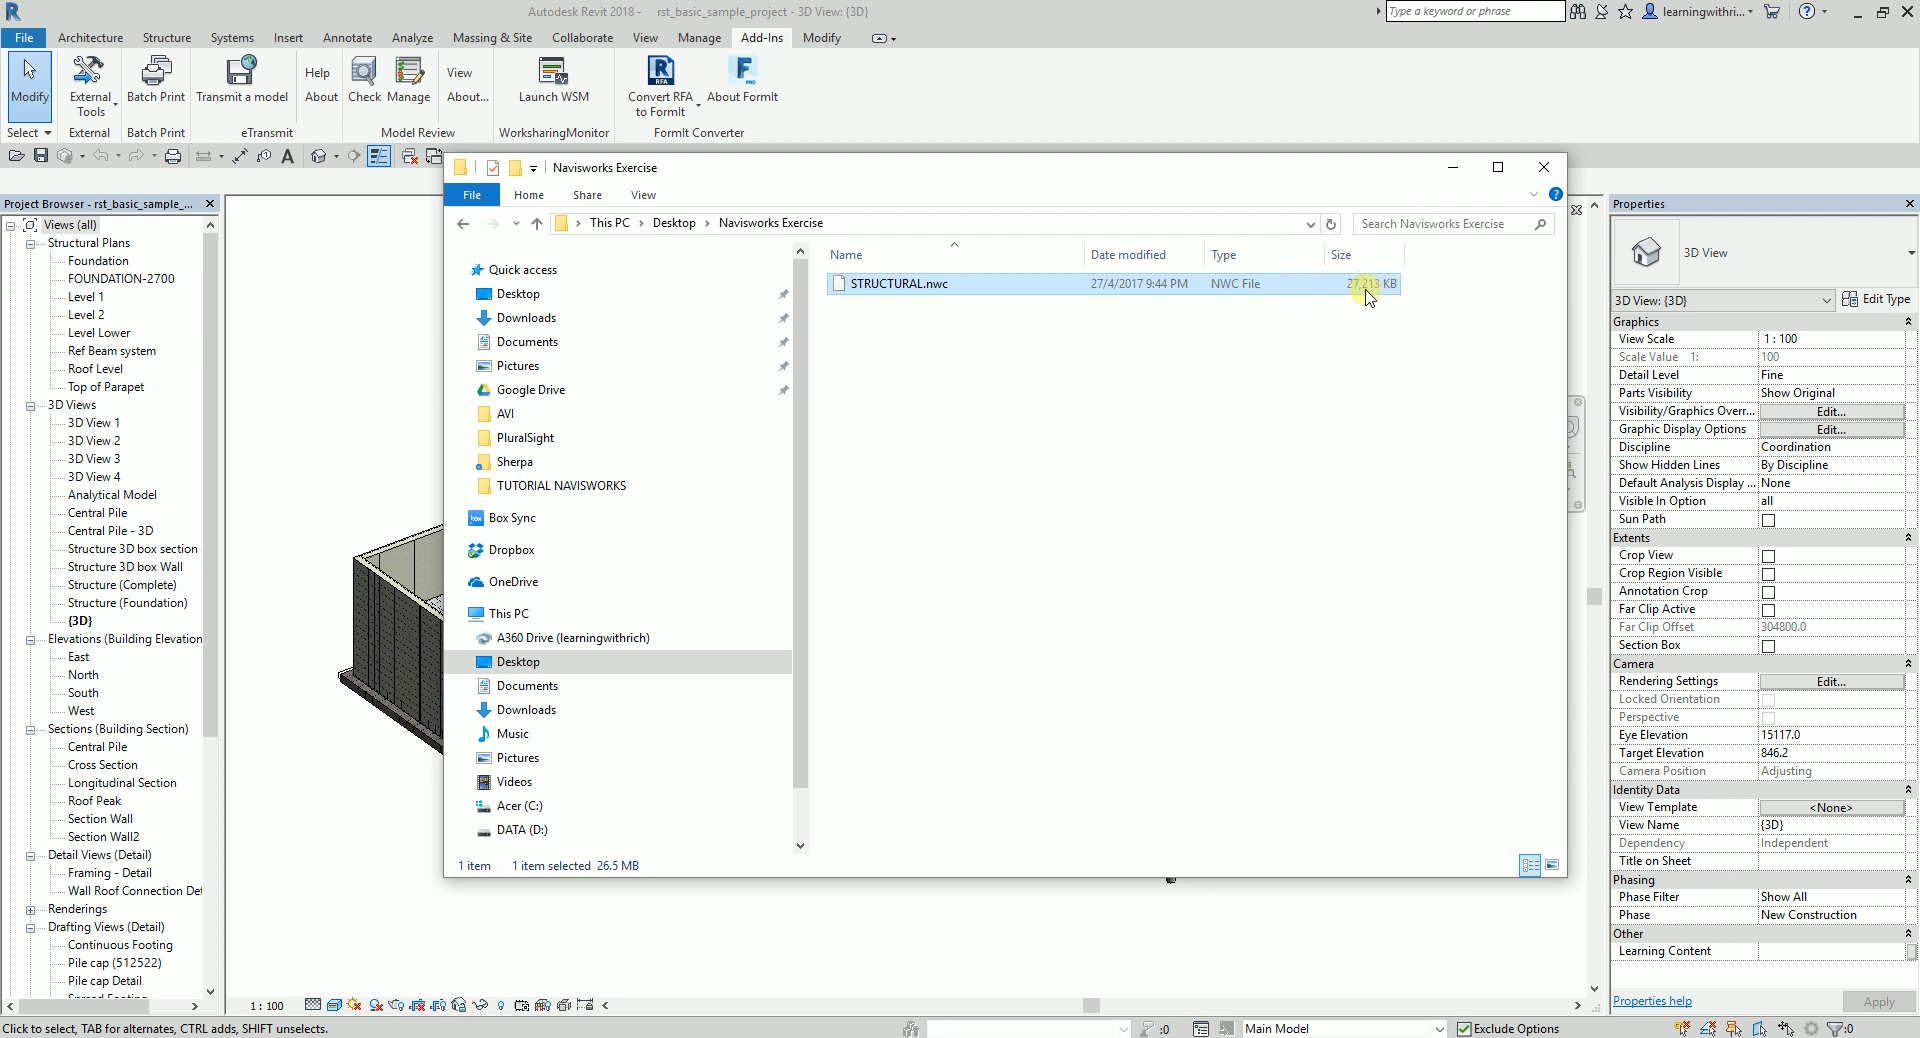 Autodesk Revit 2018 - rst_basic_sample_project - 3D View: {3D}
Type a keyword or phrase
learningwithri...
File Architecture Structure Systems Insert Annotate Analyze Massing & Site Collaborate View Manage Add-Ins Modify
Modify
External Tools
Batch Print
Transmit a model
Help
About
Check
Manage
View
About...
Launch WSM
Convert RFA to FormIt
About FormIt
Select External Batch Print eTransmit Model Review WorksharingMonitor FormIt Converter
Project Browser - rst_basic_sample_...
Views (all)
Structural Plans
Foundation
FOUNDATION-2700
Level 1
Level 2
Level Lower
Ref Beam system
Roof Level
Top of Parapet
3D Views
3D View 1
3D View 2
3D View 3
3D View 4
Analytical Model
Central Pile
Central Pile - 3D
Structure 3D box section
Structure 3D box Wall
Structure (Complete)
Structure (Foundation)
{3D}
Elevations (Building Elevation
East
North
South
West
Sections (Building Section)
Central Pile
Cross Section
Longitudinal Section
Roof Peak
Section Wall
Section Wall2
Detail Views (Detail)
Framing - Detail
Wall Roof Connection Det
Renderings
Drafting Views (Detail)
Continuous Footing
Pile cap (512522)
Pile cap Detail
Navisworks Exercise
File Home Share View
This PC Desktop Navisworks Exercise
Search Navisworks Exercise
Quick access
Desktop
Downloads
Documents
Pictures
Google Drive
AVI
PluralSight
Sherpa
TUTORIAL NAVISWORKS
Box Sync
Dropbox
OneDrive
This PC
A360 Drive (learningwithrich)
Desktop
Documents
Downloads
Music
Pictures
Videos
Acer (C:)
DATA (D:)
Name Date modified Type Size
STRUCTURAL.nwc 27/4/2017 9:44 PM NWC File 27,213 KB
1 item 1 item selected 26.5 MB
Properties
3D View
3D View: {3D} Edit Type
Graphics
View Scale 1 : 100
Scale Value 1: 100
Detail Level Fine
Parts Visibility Show Original
Visibility/Graphics Overr... Edit...
Graphic Display Options Edit...
Discipline Coordination
Show Hidden Lines By Discipline
Default Analysis Display ... None
Visible In Option all
Sun Path
Extents
Crop View
Crop Region Visible
Annotation Crop
Far Clip Active
Far Clip Offset 304800.0
Section Box
Camera
Rendering Settings Edit...
Locked Orientation
Perspective
Eye Elevation 15117.0
Target Elevation 846.2
Camera Position Adjusting
Identity Data
View Template <None>
View Name {3D}
Dependency Independent
Title on Sheet
Phasing
Phase Filter Show All
Phase New Construction
Other
Learning Content
Properties help Apply
1 : 100
Click to select, TAB for alternates, CTRL adds, SHIFT unselects.
:0
Main Model
Exclude Options
:0